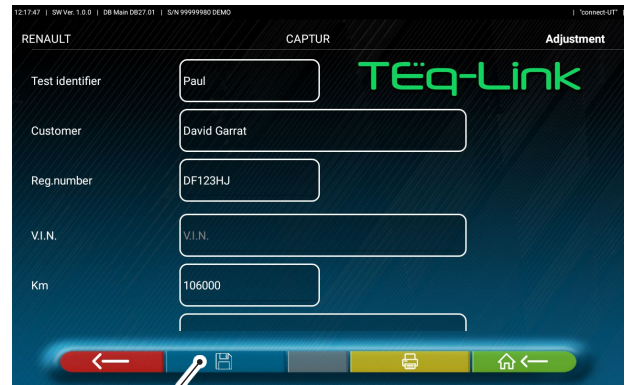 12:17:47 | SW Ver. 1.0.0 | DB Main DB27.01 | S/N 99999980 DEMO | "connect-UT" |
RENAULT CAPTUR Adjustment
TEq-Link
Test identifier Paul
Customer David Garrat
Reg.number DF123HJ
V.I.N. V.I.N.
Km 106000